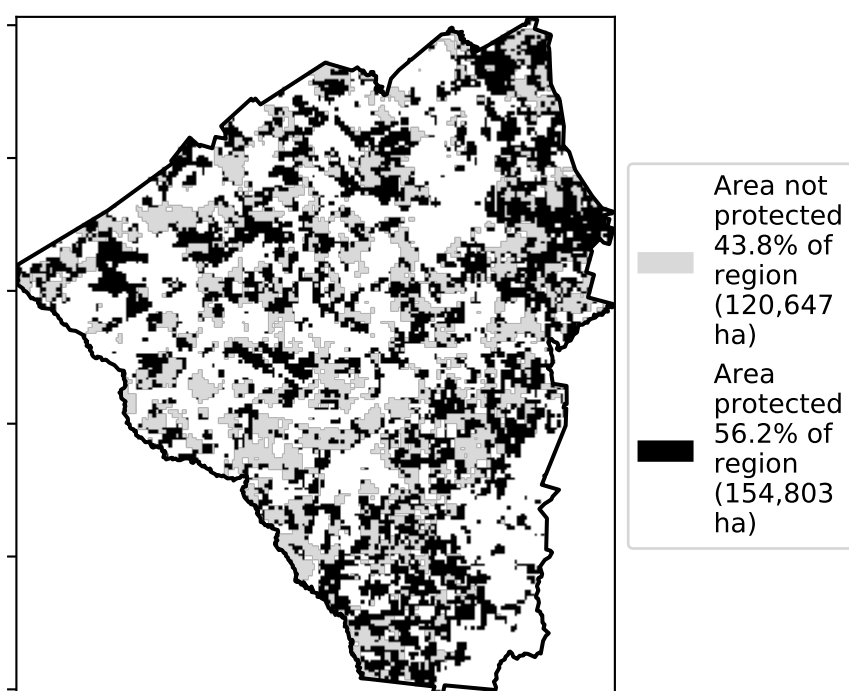 Area not
protected
43.8% of
region
(120,647
ha)
Area
protected
56.2% of
region
(154,803
ha)